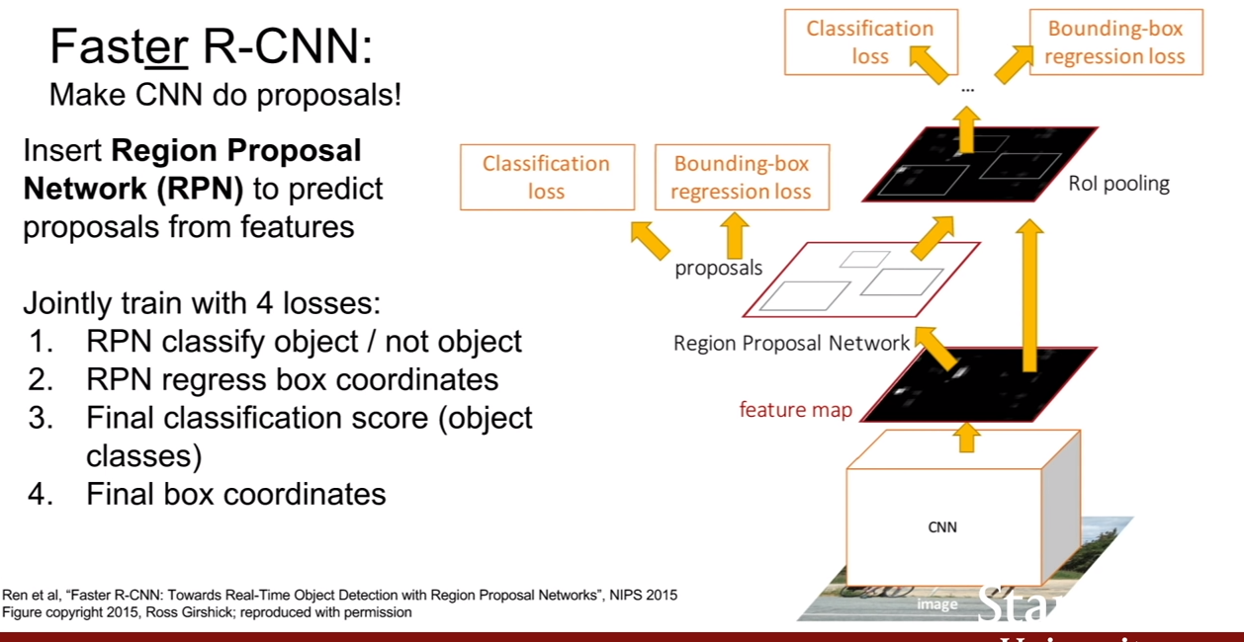 Faster R-CNN:
Make CNN do proposals!
Insert Region Proposal
Network (RPN) to predict
proposals from features
Jointly train with 4 losses:
1. RPN classify object / not object
2. RPN regress box coordinates
3. Final classification score (object
classes)
4. Final box coordinates
Classification
loss
Bounding-box
regression loss
...
Classification
loss
Bounding-box
regression loss
RoI pooling
proposals
Region Proposal Network
feature map
CNN
image
Ren et al, “Faster R-CNN: Towards Real-Time Object Detection with Region Proposal Networks”, NIPS 2015
Figure copyright 2015, Ross Girshick; reproduced with permission